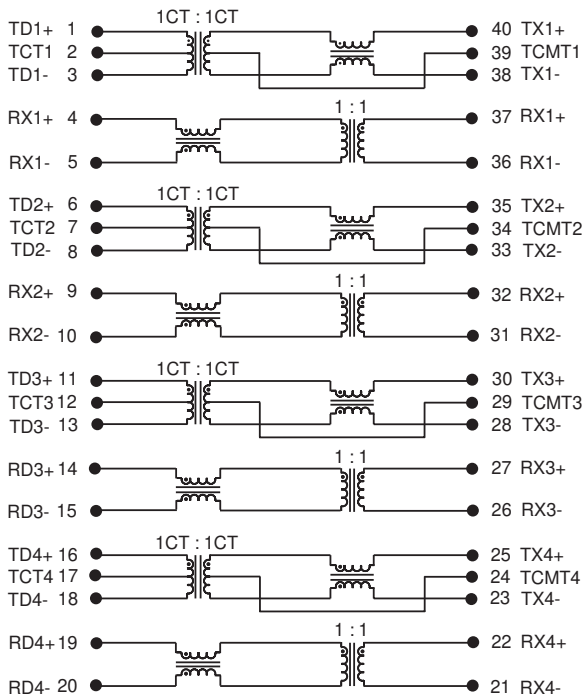 1CT : 1CT
TD1+ 1 40 TX1+
TCT1 2 39 TCMT1
TD1- 3 38 TX1-
1 : 1
RX1+ 4 37 RX1+
RX1- 5 36 RX1-
1CT : 1CT
TD2+ 6 35 TX2+
TCT2 7 34 TCMT2
TD2- 8 33 TX2-
1 : 1
RX2+ 9 32 RX2+
RX2- 10 31 RX2-
1CT : 1CT
TD3+ 11 30 TX3+
TCT3 12 29 TCMT3
TD3- 13 28 TX3-
1 : 1
RD3+ 14 27 RX3+
RD3- 15 26 RX3-
1CT : 1CT
TD4+ 16 25 TX4+
TCT4 17 24 TCMT4
TD4- 18 23 TX4-
1 : 1
RD4+ 19 22 RX4+
RD4- 20 21 RX4-